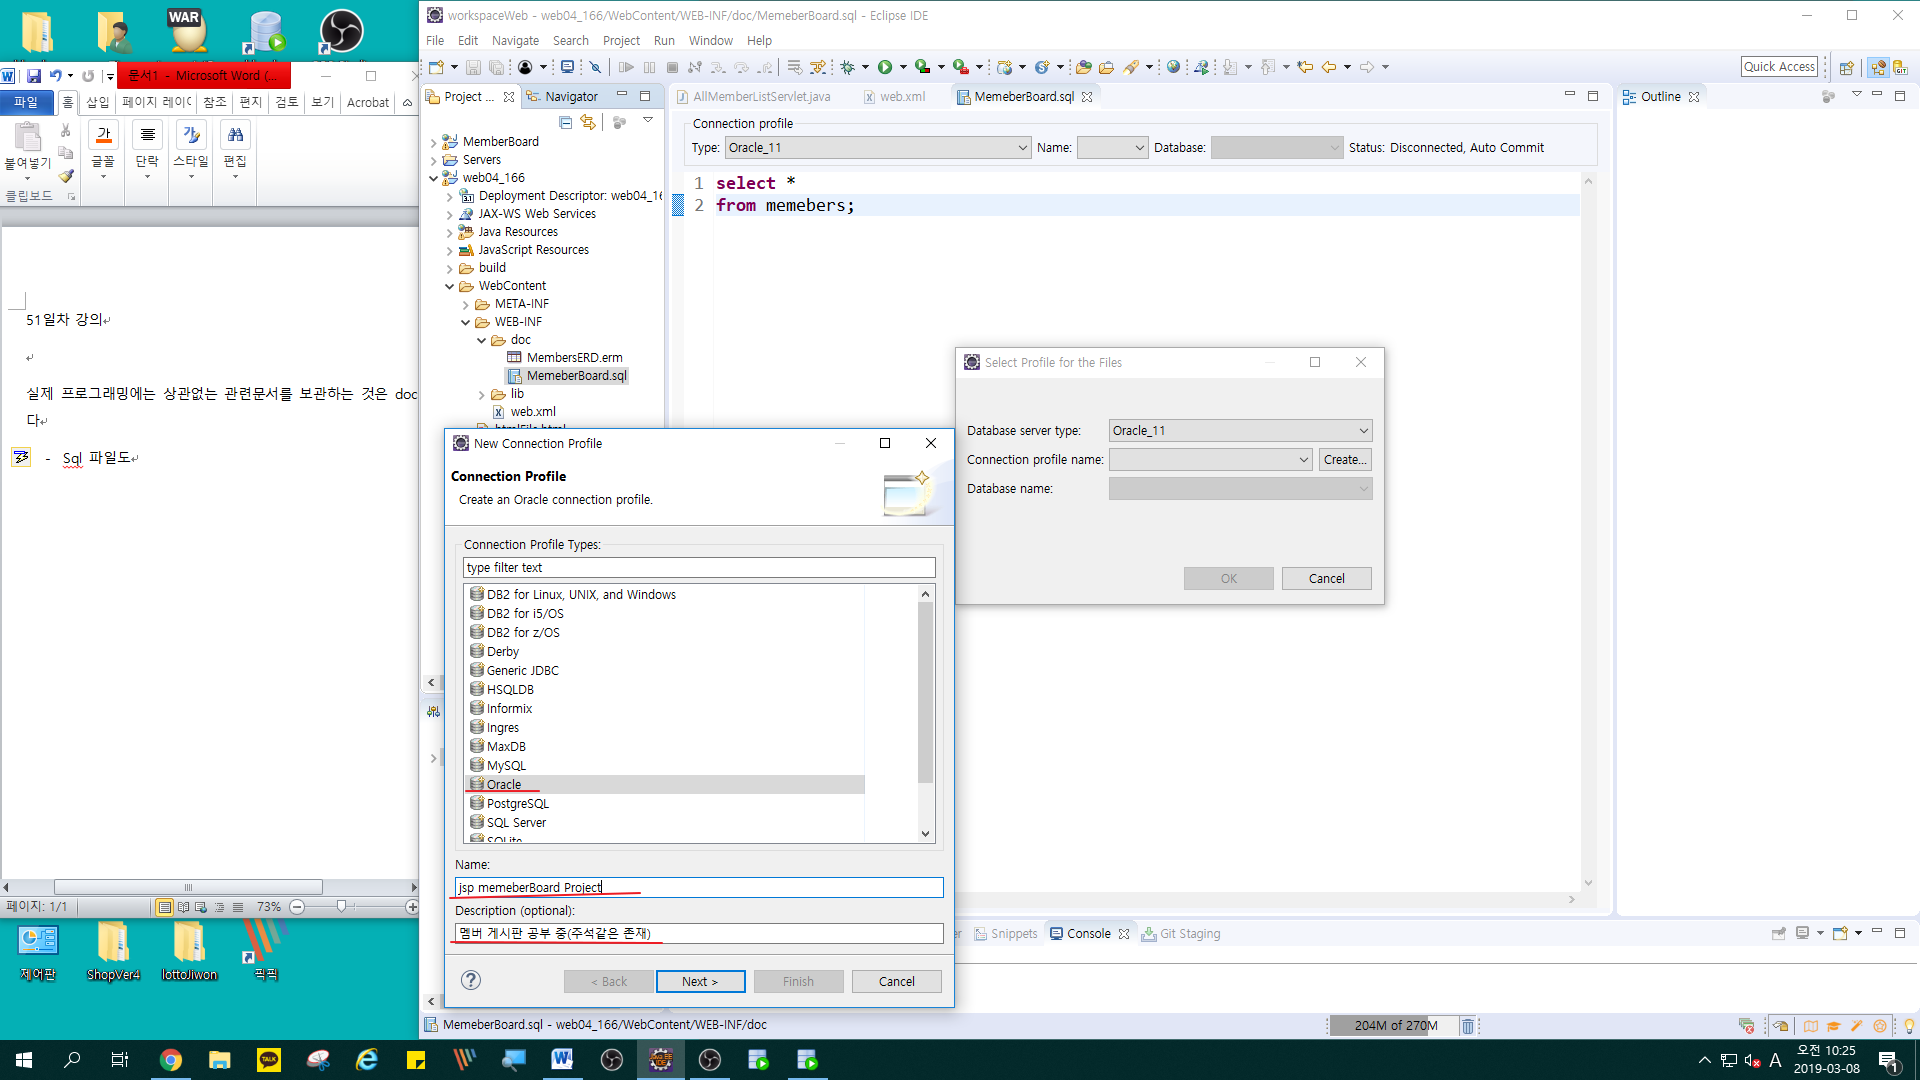 WAR
문서1 - Microsoft Word (...
파일 홈 삽입 페이지 레이C 참조 편지 검토 보기 Acrobat
붙여넣기 글꼴 단락 스타일 편집
클립보드
51일차 강의
실제 프로그래밍에는 상관없는 관련문서를 보관하는 것은 doc
다
- Sql 파일도
페이지: 1/1 73%
제어판 ShopVer4 lottoJiwon 픽픽
workspaceWeb - web04_166/WebContent/WEB-INF/doc/MemeberBoard.sql - Eclipse IDE
File Edit Navigate Search Project Run Window Help
Quick Access
Project ... Navigator
MemberBoard
Servers
web04_166
Deployment Descriptor: web04_16
JAX-WS Web Services
Java Resources
JavaScript Resources
build
WebContent
META-INF
WEB-INF
doc
MembersERD.erm
MemeberBoard.sql
lib
web.xml
AllMemberListServlet.java web.xml MemeberBoard.sql
Connection profile
Type: Oracle_11 Name: Database: Status: Disconnected, Auto Commit
1 select *
2 from memebers;
Outline
Select Profile for the Files
Database server type: Oracle_11
Connection profile name: Create...
Database name:
OK Cancel
New Connection Profile
Connection Profile
Create an Oracle connection profile.
Connection Profile Types:
type filter text
DB2 for Linux, UNIX, and Windows
DB2 for i5/OS
DB2 for z/OS
Derby
Generic JDBC
HSQLDB
Informix
Ingres
MaxDB
MySQL
Oracle
PostgreSQL
SQL Server
SQLite
Name:
jsp memeberBoard Project
Description (optional):
멤버 게시판 공부 중(주석같은 존재)
< Back Next > Finish Cancel
er Snippets Console Git Staging
MemeberBoard.sql - web04_166/WebContent/WEB-INF/doc
204M of 270M
TALK
A 오전 10:25
2019-03-08
1